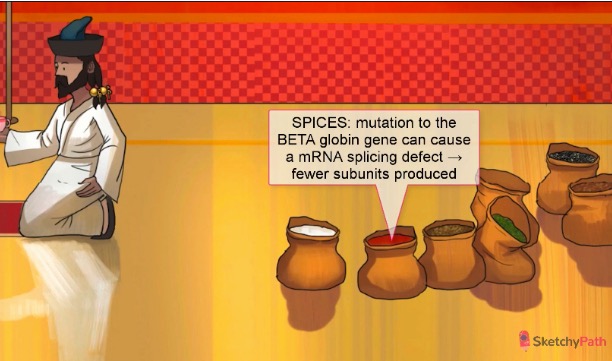 SPICES: mutation to the
BETA globin gene can cause
a mRNA splicing defect →
fewer subunits produced
SketchyPath